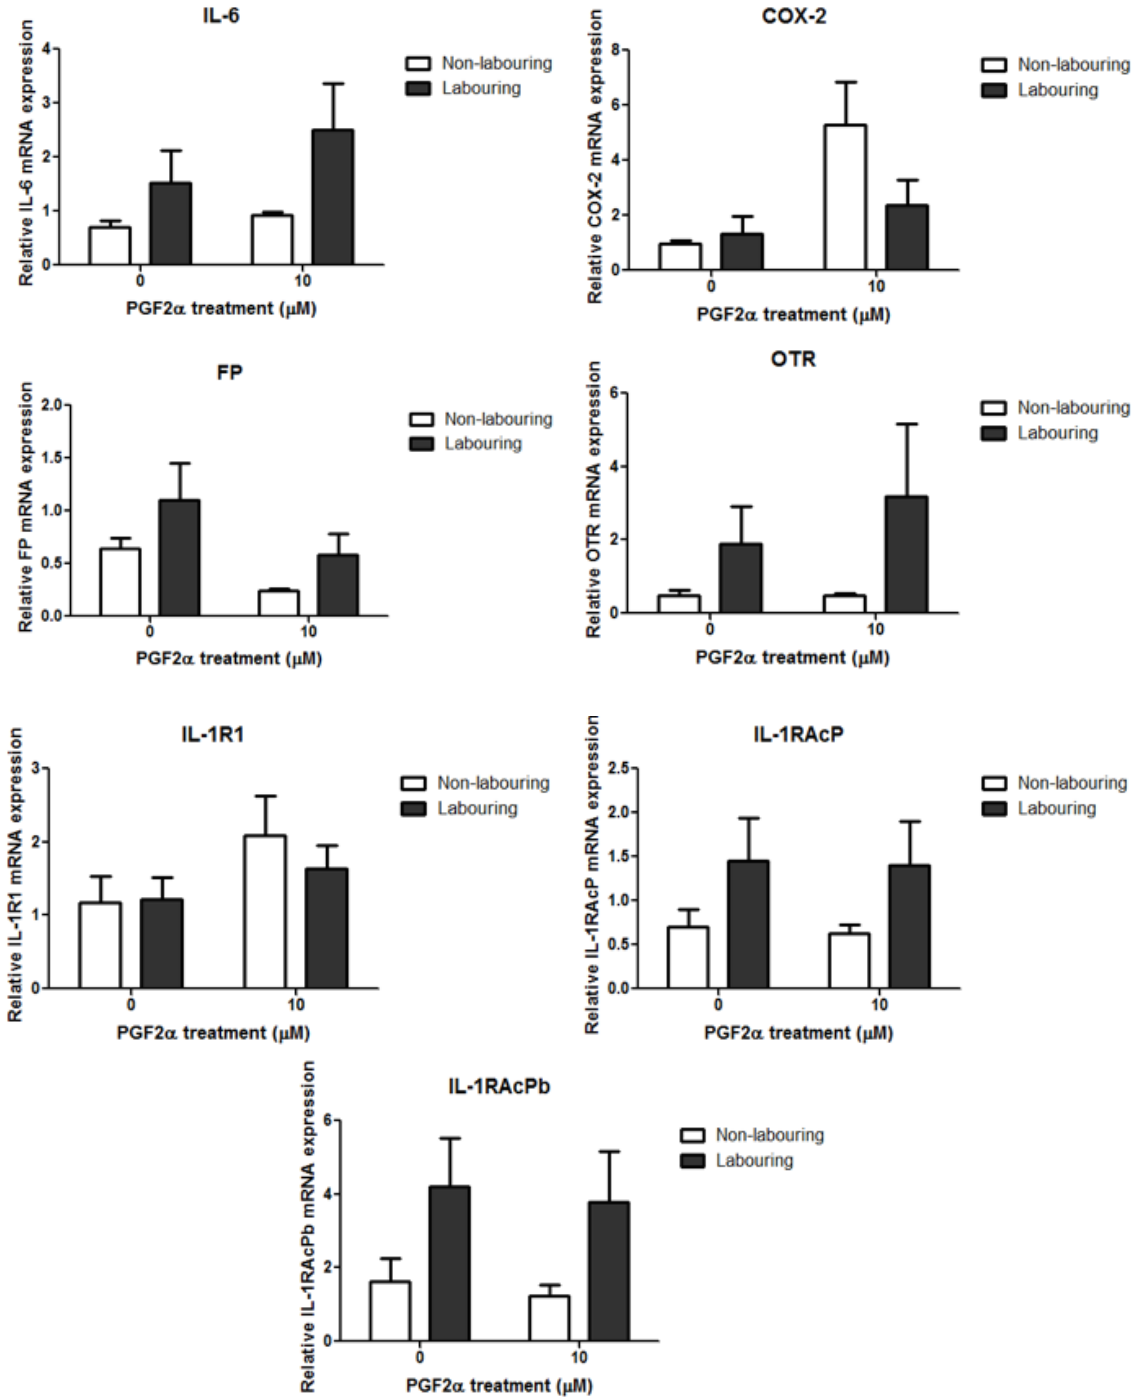 IL-6
Relative IL-6 mRNA expression
4
3
2
1
0
0
10
PGF2α treatment (μM)
Non-labouring
Labouring
COX-2
Relative COX-2 mRNA expression
8
6
4
2
0
0
10
PGF2α treatment (μM)
Non-labouring
Labouring
FP
Relative FP mRNA expression
2.0
1.5
1.0
0.5
0.0
0
10
PGF2α treatment (μM)
Non-labouring
Labouring
OTR
Relative OTR mRNA expression
6
4
2
0
0
10
PGF2α treatment (μM)
Non-labouring
Labouring
IL-1R1
Relative IL-1R1 mRNA expression
3
2
1
0
0
10
PGF2α treatment (μM)
Non-labouring
Labouring
IL-1RAcP
Relative IL-1RAcP mRNA expression
2.5
2.0
1.5
1.0
0.5
0.0
0
10
PGF2α treatment (μM)
Non-labouring
Labouring
IL-1RAcPb
Relative IL-1RAcPb mRNA expression
6
4
2
0
0
10
PGF2α treatment (μM)
Non-labouring
Labouring